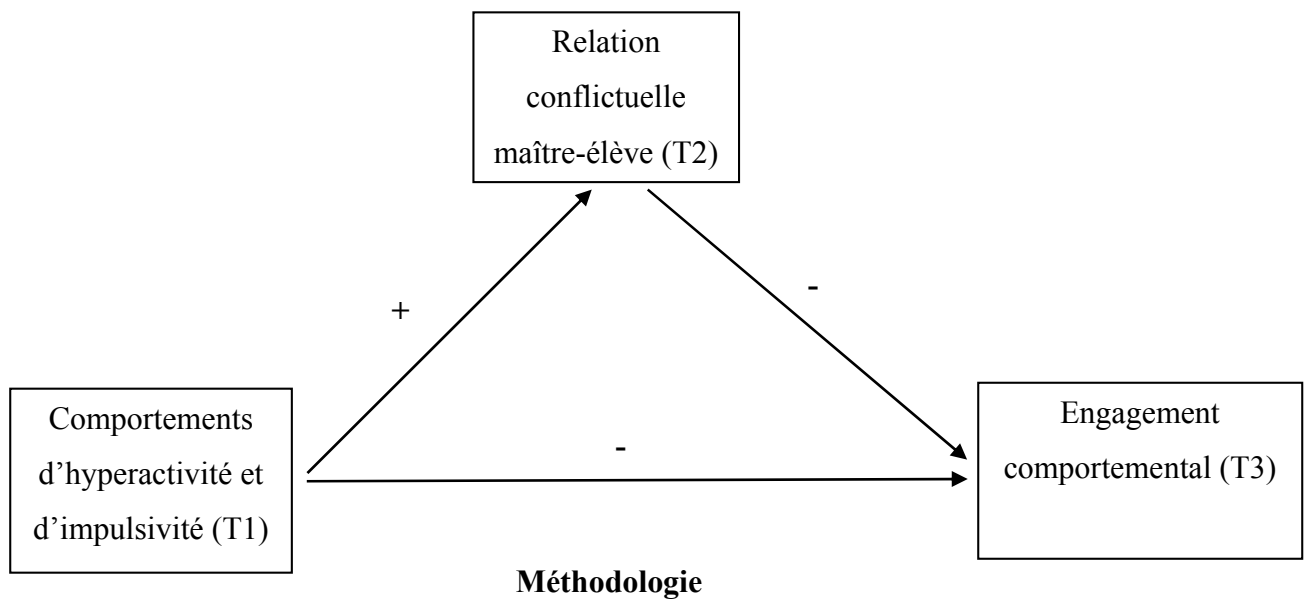 Relation
conflictuelle
maître-élève (T2)
+
-
Comportements
d’hyperactivité et
d’impulsivité (T1)
-
Engagement
comportemental (T3)
Méthodologie